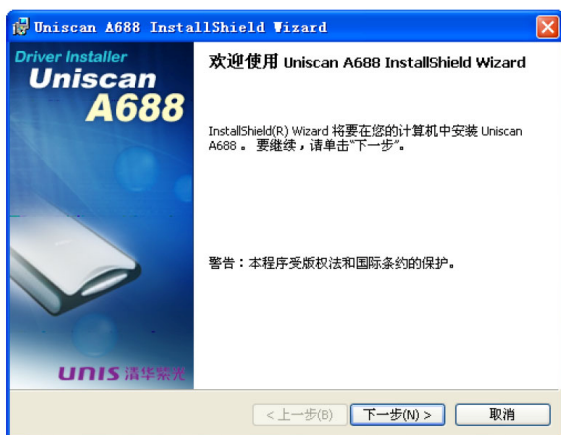 Uniscan A688 InstallShield Wizard
Driver Installer
Uniscan
A688
欢迎使用 Uniscan A688 InstallShield Wizard
InstallShield(R) Wizard 将要在您的计算机中安装 Uniscan
A688 。 要继续，请单击“下一步”。
警告：本程序受版权法和国际条约的保护。
UNIS 清华紫光
< 上一步(B)
下一步(N) >
取消